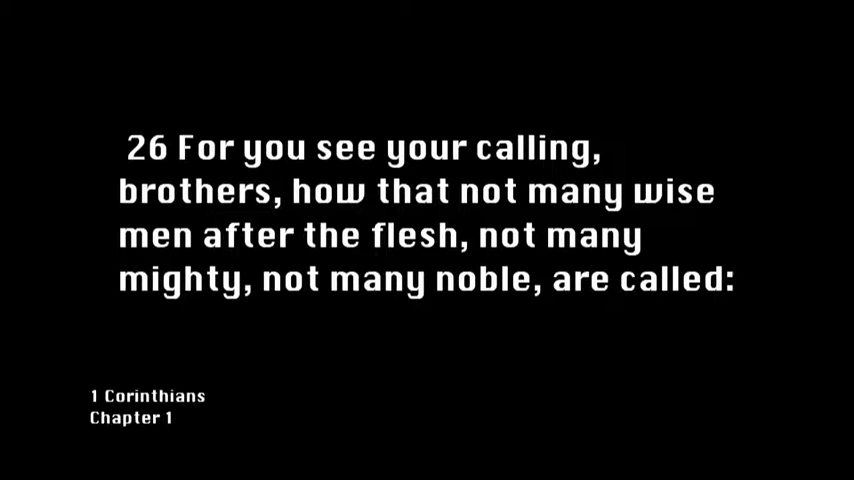 26 For you see your calling,
brothers, how that not many wise
men after the flesh, not many
mighty, not many noble, are called:
1 Corinthians
Chapter 1